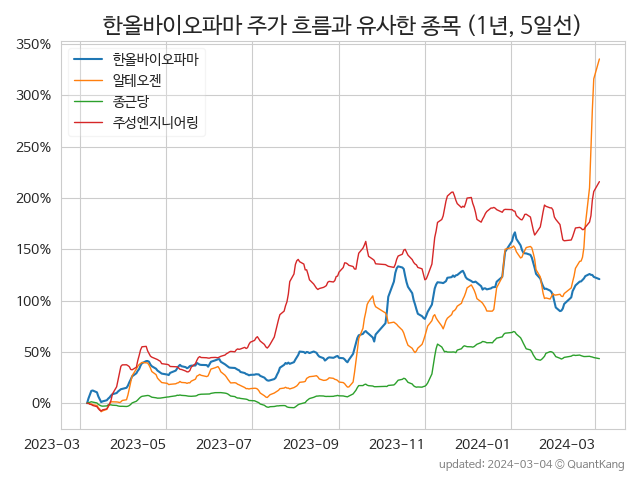 한올바이오파마 주가 흐름과 유사한 종목 (1년, 5일선)
350%
300%
250%
200%
150%
100%
50%
0%
한올바이오파마
알테오젠
종근당
주성엔지니어링
2023-03
2023-05
2023-07
2023-09
2023-11
2024-01
2024-03
updated: 2024-03-04 © QuantKang